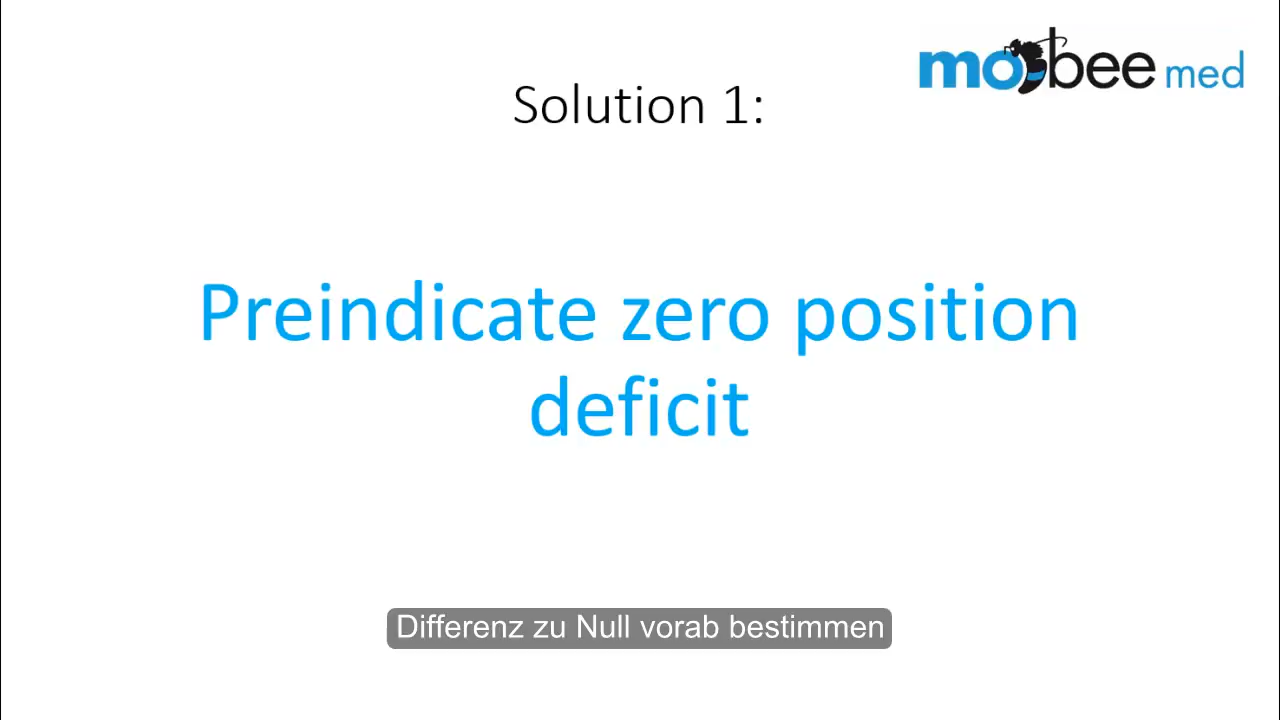 mobee med
Solution 1:
Preindicate zero position
deficit
Differenz zu Null vorab bestimmen